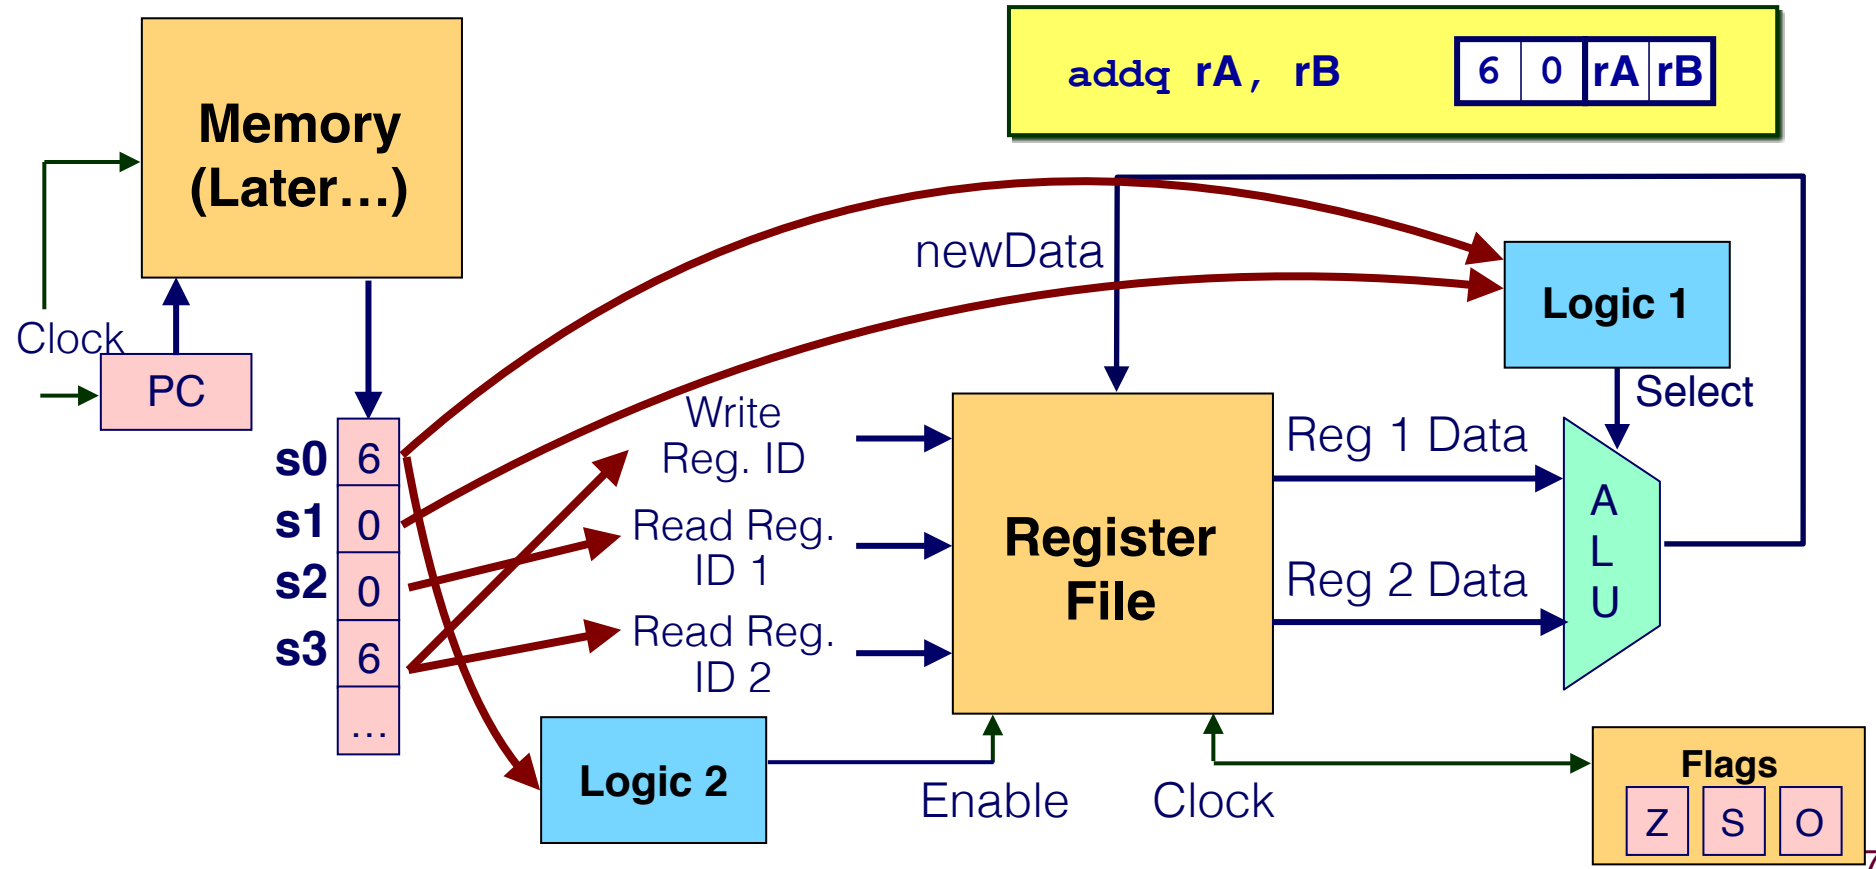 addq rA, rB
6 0 rA rB
Memory
(Later...)
newData
Logic 1
Clock
PC
Select
Write
Reg. ID
Reg 1 Data
s0 6
s1 0
s2 0
s3 6
...
Read Reg.
ID 1
Register
File
A
L
U
Reg 2 Data
Read Reg.
ID 2
Logic 2
Enable
Clock
Flags
Z S O